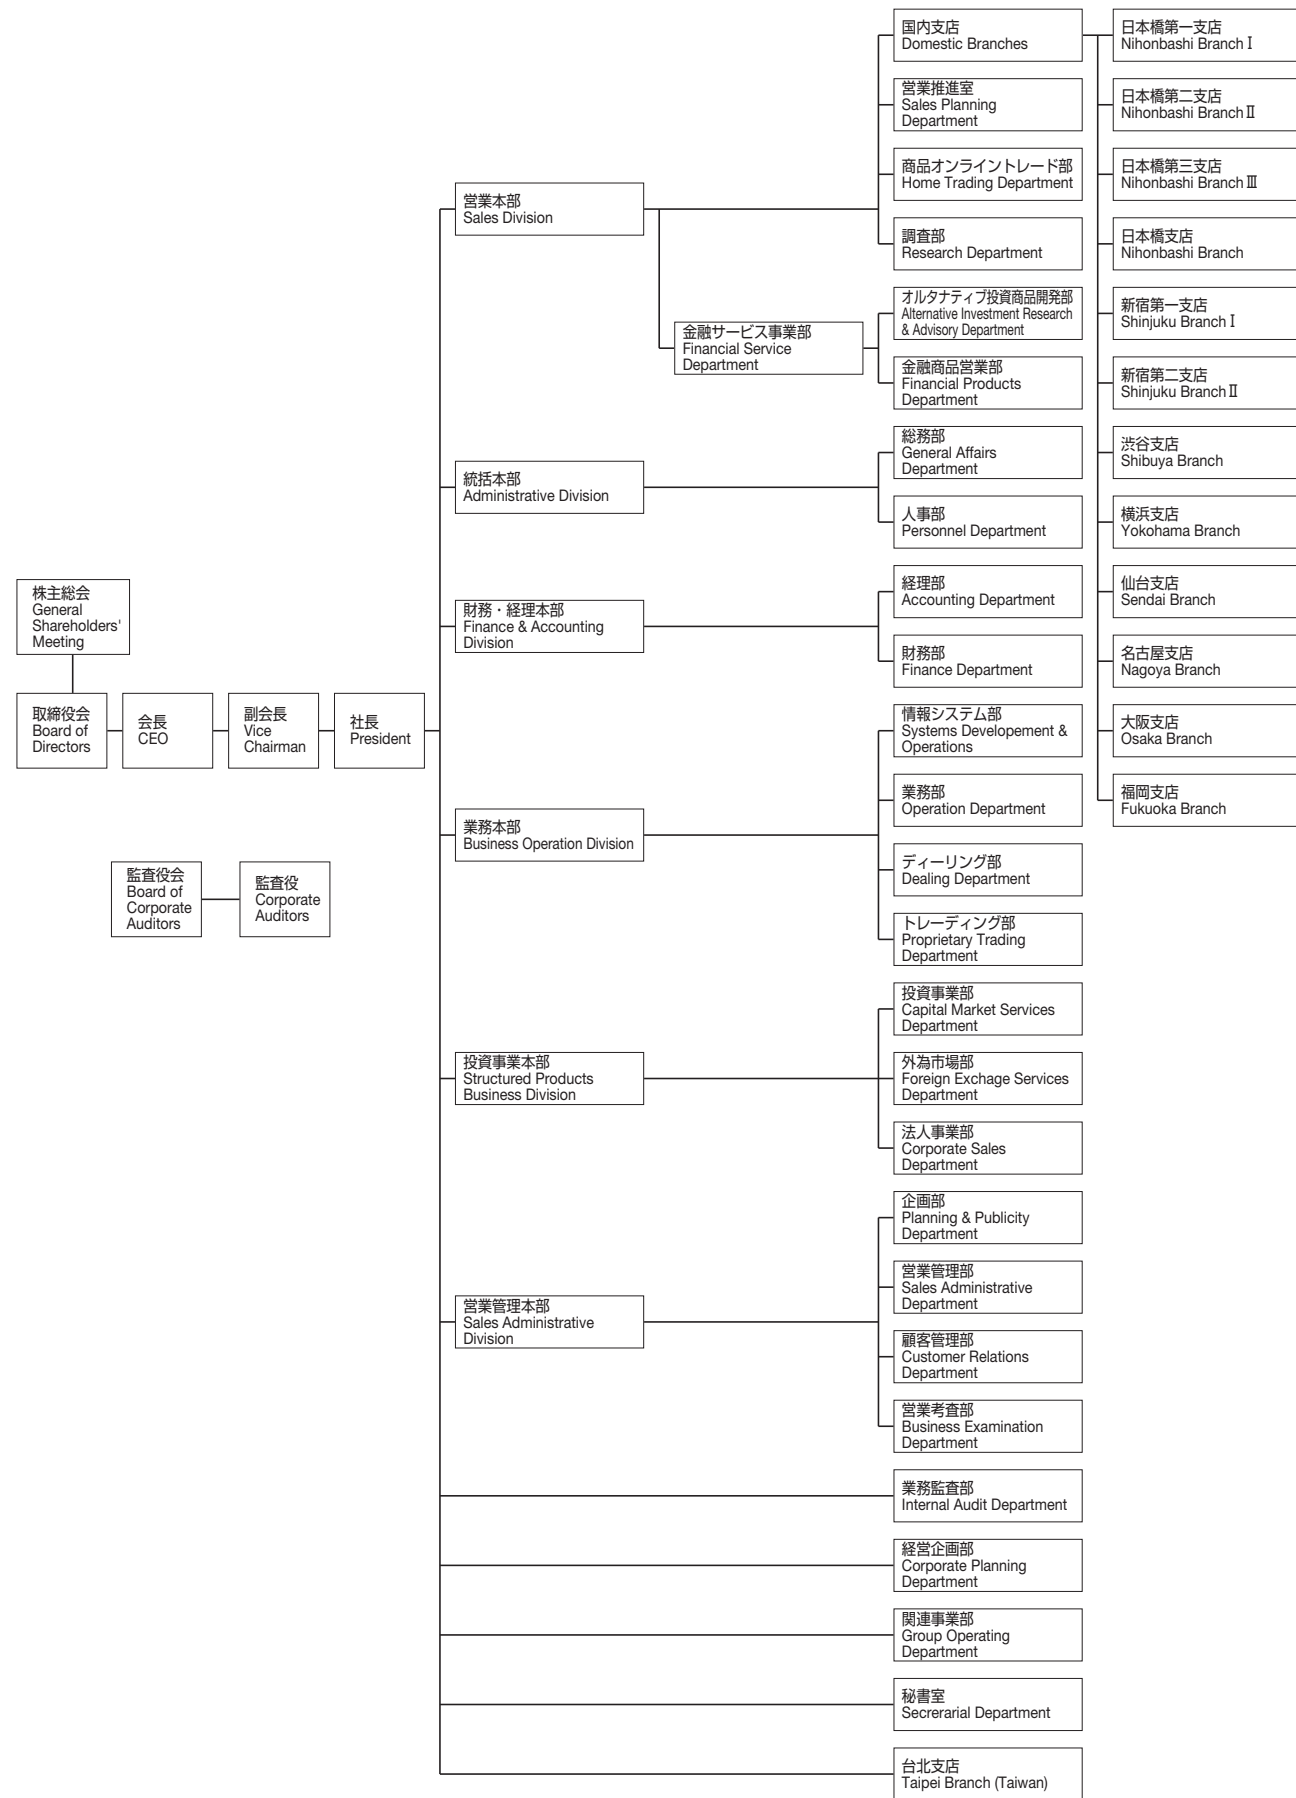 株主総会
General
Shareholders'
Meeting
取締役会
Board of
Directors
会長
CEO
副会長
Vice
Chairman
社長
President
監査役会
Board of
Corporate
Auditors
監査役
Corporate
Auditors
営業本部
Sales Division
金融サービス事業部
Financial Service
Department
統括本部
Administrative Division
財務・経理本部
Finance & Accounting
Division
業務本部
Business Operation Division
投資事業本部
Structured Products
Business Division
営業管理本部
Sales Administrative
Division
国内支店
Domestic Branches
営業推進室
Sales Planning
Department
商品オンライントレード部
Home Trading Department
調査部
Research Department
オルタナティブ投資商品開発部
Alternative Investment Research
& Advisory Department
金融商品営業部
Financial Products
Department
総務部
General Affairs
Department
人事部
Personnel Department
経理部
Accounting Department
財務部
Finance Department
情報システム部
Systems Developement &
Operations
業務部
Operation Department
ディーリング部
Dealing Department
トレーディング部
Proprietary Trading
Department
投資事業部
Capital Market Services
Department
外為市場部
Foreign Exchage Services
Department
法人事業部
Corporate Sales
Department
企画部
Planning & Publicity
Department
営業管理部
Sales Administrative
Department
顧客管理部
Customer Relations
Department
営業考査部
Business Examination
Department
業務監査部
Internal Audit Department
経営企画部
Corporate Planning
Department
関連事業部
Group Operating
Department
秘書室
Secrerarial Department
台北支店
Taipei Branch (Taiwan)
日本橋第一支店
Nihonbashi Branch Ⅰ
日本橋第二支店
Nihonbashi Branch Ⅱ
日本橋第三支店
Nihonbashi Branch Ⅲ
日本橋支店
Nihonbashi Branch
新宿第一支店
Shinjuku Branch Ⅰ
新宿第二支店
Shinjuku Branch Ⅱ
渋谷支店
Shibuya Branch
横浜支店
Yokohama Branch
仙台支店
Sendai Branch
名古屋支店
Nagoya Branch
大阪支店
Osaka Branch
福岡支店
Fukuoka Branch